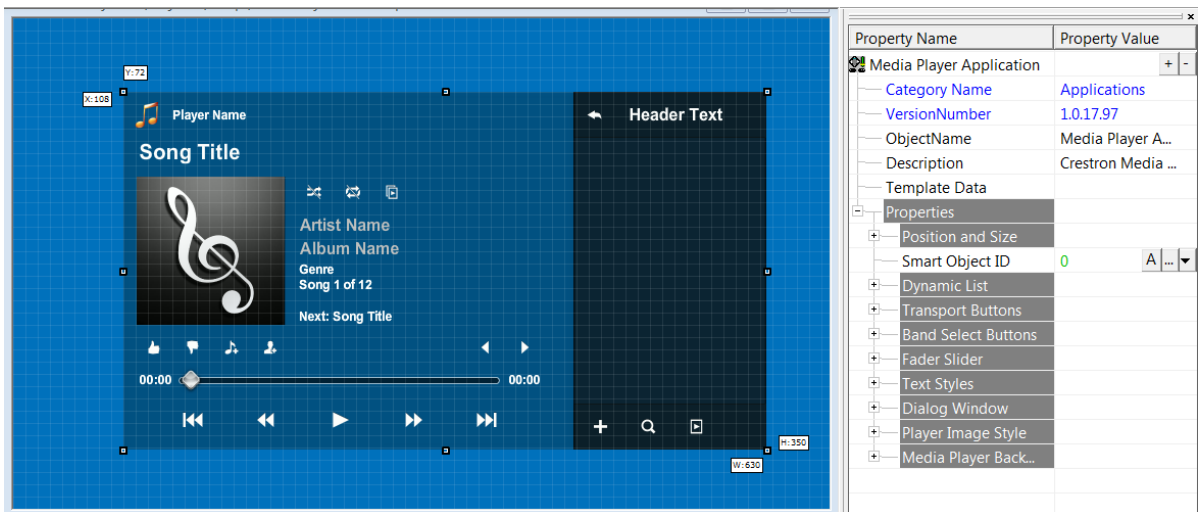 Y:72
X:108
Player Name
Song Title
Artist Name
Album Name
Genre
Song 1 of 12
Next: Song Title
00:00
00:00
Header Text
H:350
W:630
Property Name Property Value
Media Player Application + -
Category Name Applications
VersionNumber 1.0.17.97
ObjectName Media Player A...
Description Crestron Media ...
Template Data
Properties
Position and Size
Smart Object ID 0 A ...
Dynamic List
Transport Buttons
Band Select Buttons
Fader Slider
Text Styles
Dialog Window
Player Image Style
Media Player Back...